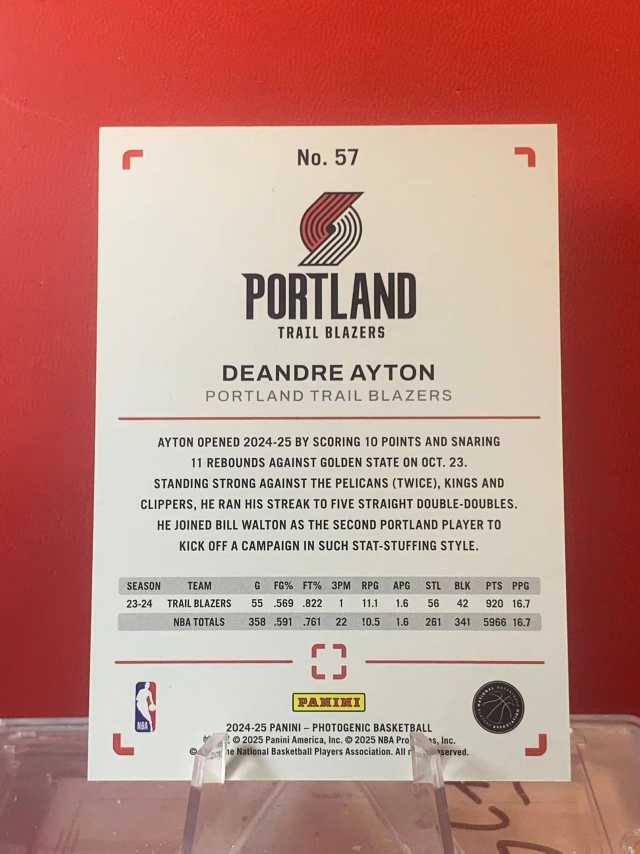 No. 57
PORTLAND
TRAIL BLAZERS
DEANDRE AYTON
PORTLAND TRAIL BLAZERS
AYTON OPENED 2024-25 BY SCORING 10 POINTS AND SNARING
11 REBOUNDS AGAINST GOLDEN STATE ON OCT. 23.
STANDING STRONG AGAINST THE PELICANS (TWICE), KINGS AND
CLIPPERS, HE RAN HIS STREAK TO FIVE STRAIGHT DOUBLE-DOUBLES.
HE JOINED BILL WALTON AS THE SECOND PORTLAND PLAYER TO
KICK OFF A CAMPAIGN IN SUCH STAT-STUFFING STYLE.
SEASON TEAM G FG% FT% 3PM RPG APG STL BLK PTS PPG
23-24 TRAIL BLAZERS 55 .569 .822 1 11.1 1.6 56 42 920 16.7
NBA TOTALS 358 .591 .761 22 10.5 1.6 261 341 5966 16.7
NBA
PANINI
2024-25 PANINI – PHOTOGENIC BASKETBALL
© 2025 Panini America, Inc. © 2025 NBA Inc.
National Basketball Players Association. All